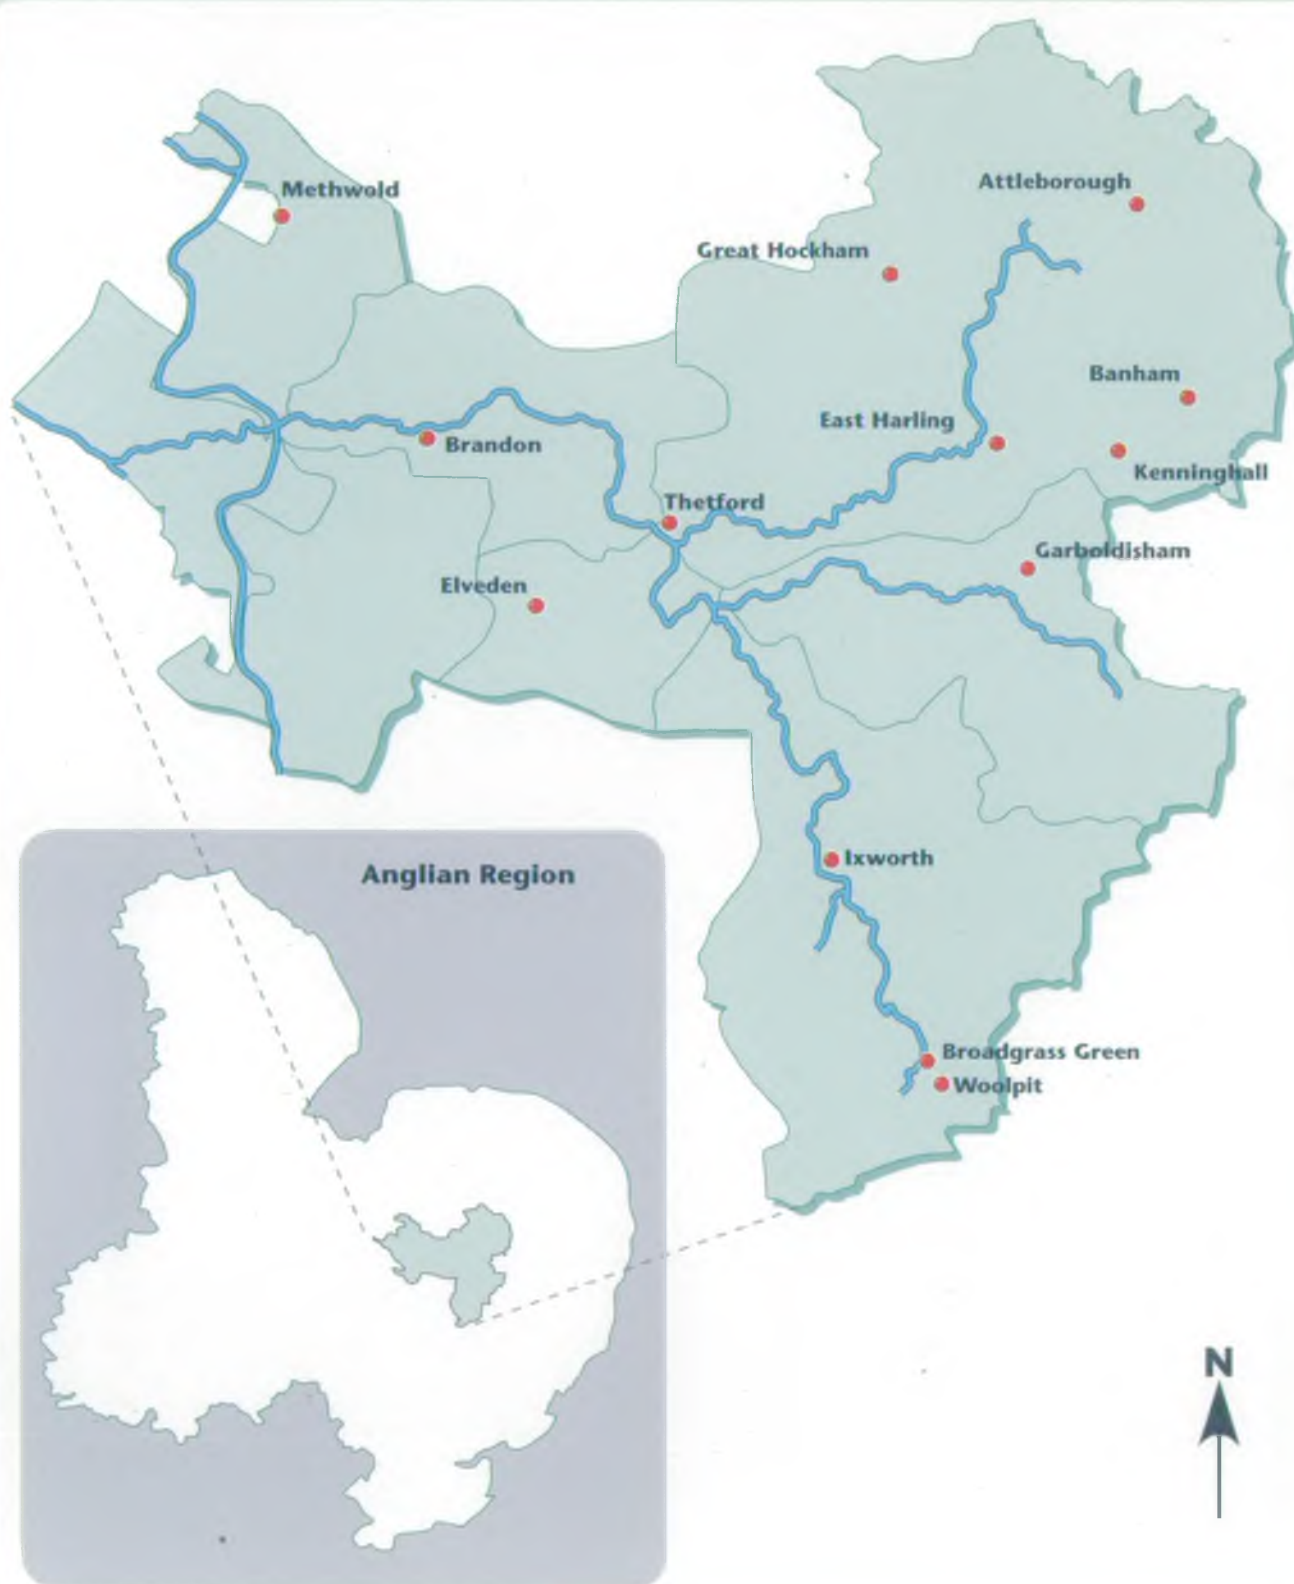 Methwold
Attleborough
Great Hockham
Banham
East Harling
Brandon
Kenninghall
Thetford
Garboldisham
Elveden
Ixworth
Anglian Region
Broadgrass Green
Woolpit
N